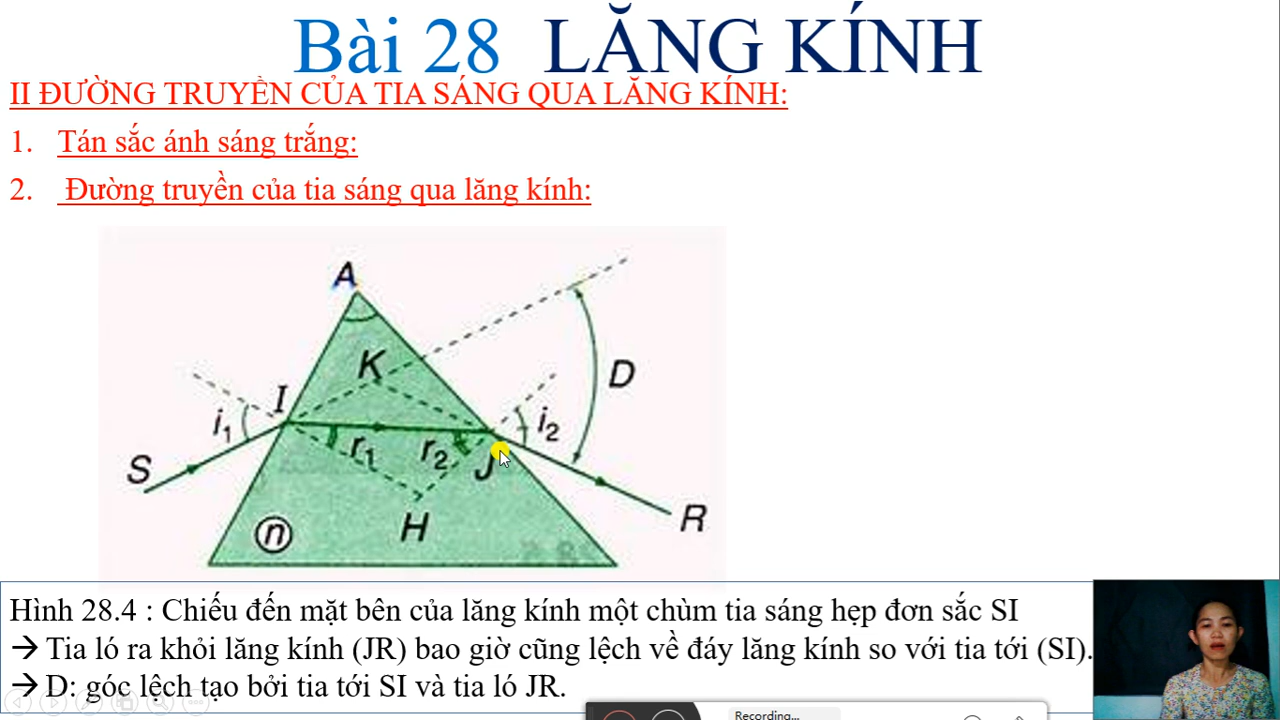 Bài 28 LĂNG KÍNH
II ĐƯỜNG TRUYỀN CỦA TIA SÁNG QUA LĂNG KÍNH:
1. Tán sắc ánh sáng trắng:
2. Đường truyền của tia sáng qua lăng kính:
A
K
I
D
i1
i2
r1
r2
J
S
H
R
n
Hình 28.4 : Chiếu đến mặt bên của lăng kính một chùm tia sáng hẹp đơn sắc SI
→ Tia ló ra khỏi lăng kính (JR) bao giờ cũng lệch về đáy lăng kính so với tia tới (SI).
→ D: góc lệch tạo bởi tia tới SI và tia ló JR.
Recording...